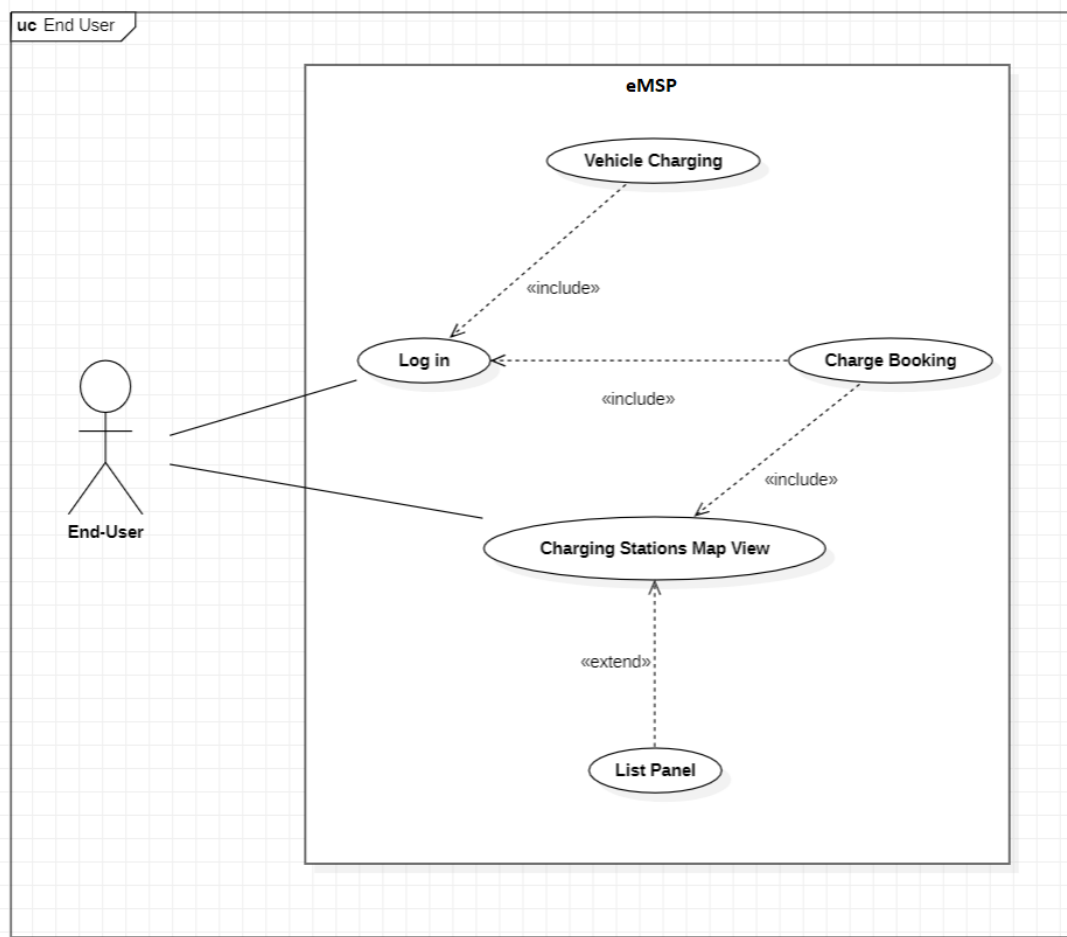 uc End User
eMSP
Vehicle Charging
«include»
Log in
Charge Booking
«include»
«include»
End-User
Charging Stations Map View
«extend»
List Panel